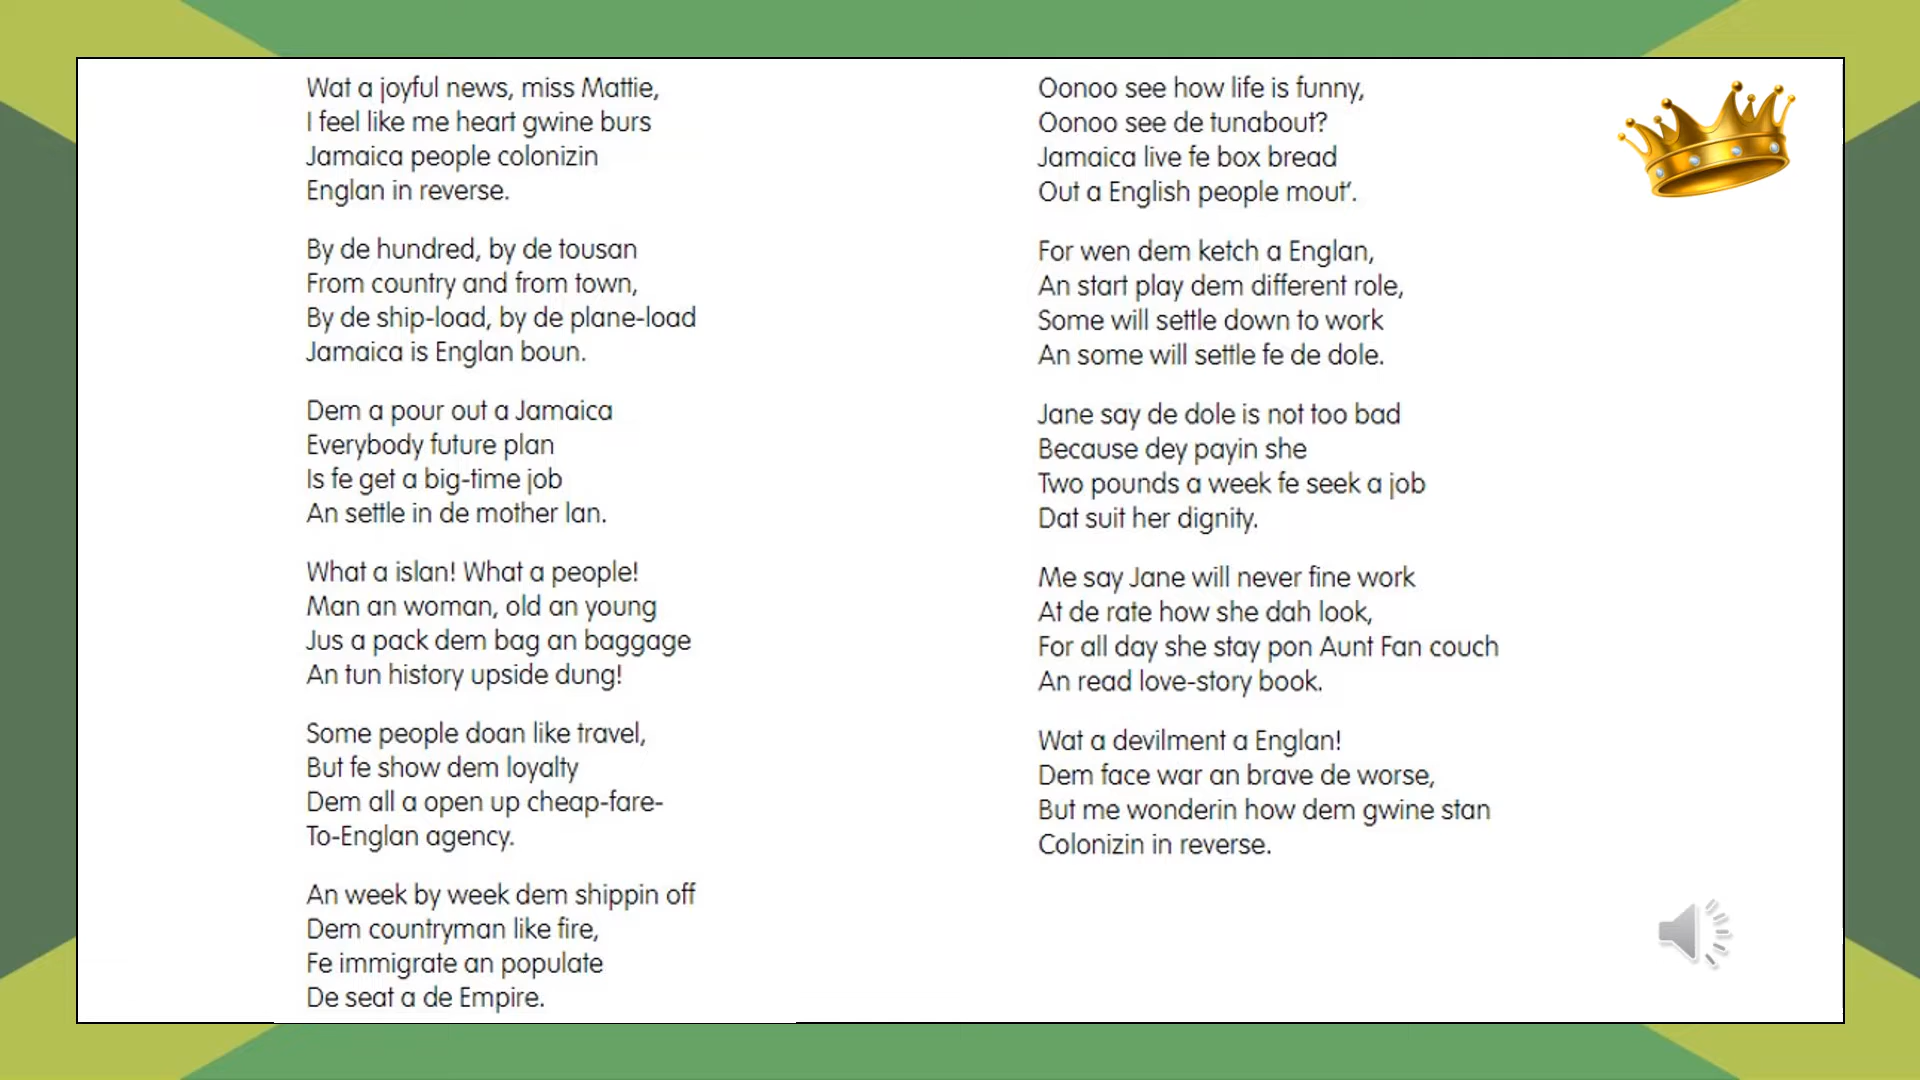 Wat a joyful news, miss Mattie,
I feel like me heart gwine burs
Jamaica people colonizin
Englan in reverse.
By de hundred, by de tousan
From country and from town,
By de ship-load, by de plane-load
Jamaica is Englan boun.
Dem a pour out a Jamaica
Everybody future plan
Is fe get a big-time job
An settle in de mother lan.
What a islan! What a people!
Man an woman, old an young
Jus a pack dem bag an baggage
An tun history upside dung!
Some people doan like travel,
But fe show dem loyalty
Dem all a open up cheap-fare-
To-Englan agency.
An week by week dem shippin off
Dem countryman like fire,
Fe immigrate an populate
De seat a de Empire.
Oonoo see how life is funny,
Oonoo see de tunabout?
Jamaica live fe box bread
Out a English people mout'.
For wen dem ketch a Englan,
An start play dem different role,
Some will settle down to work
An some will settle fe de dole.
Jane say de dole is not too bad
Because dey payin she
Two pounds a week fe seek a job
Dat suit her dignity.
Me say Jane will never fine work
At de rate how she dah look,
For all day she stay pon Aunt Fan couch
An read love-story book.
Wat a devilment a Englan!
Dem face war an brave de worse,
But me wonderin how dem gwine stan
Colonizin in reverse.